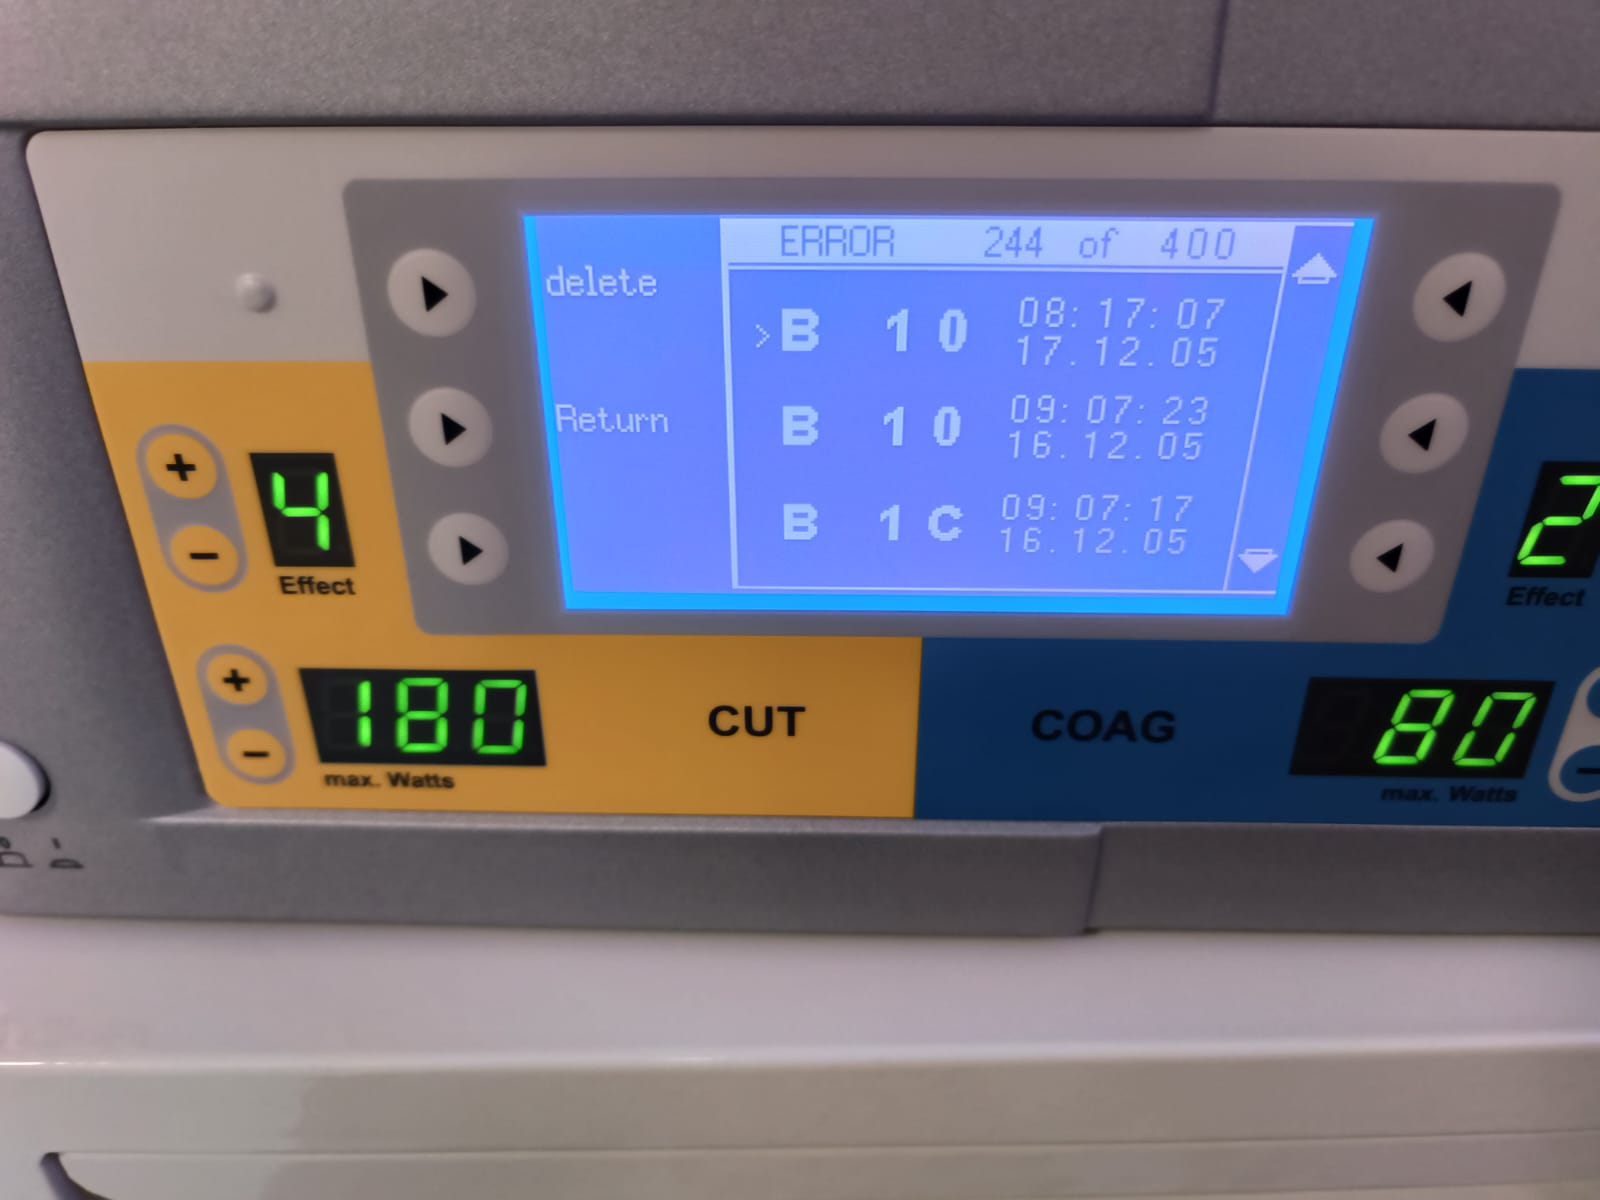 ERROR 244 of 400
delete
> B 10 08:17:07
17.12.05
Return
B 10 09:07:23
16.12.05
B 1C 09:07:17
16.12.05
+
-
4
Effect
2
Effect
+
-
180
max. Watts
CUT
COAG
80
max. Watts
-